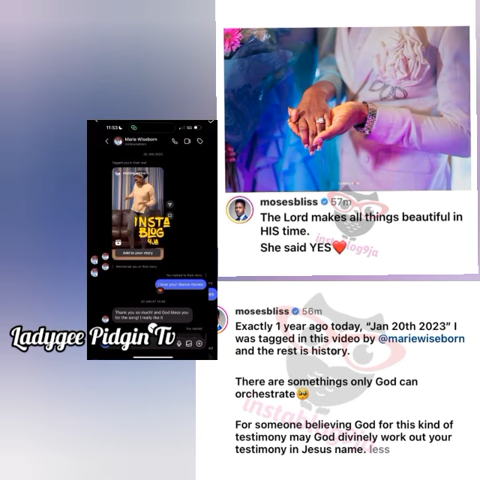 11:53
5G
Marie Wiseborn
INSTA
BLOG
9JA
Add to your story
Thank you so much! and God bless you
for the song! I really like it
Ladygee Pidgin Tv
mosesbliss 57m
The Lord makes all things beautiful in
HIS time.
She said YES❤️
instablog9ja
mosesbliss 56m
Exactly 1 year ago today, “Jan 20th 2023” I
was tagged in this video by @mariewiseborn
and the rest is history.
There are somethings only God can
orchestrate🥹
For someone believing God for this kind of
testimony may God divinely work out your
testimony in Jesus name. less